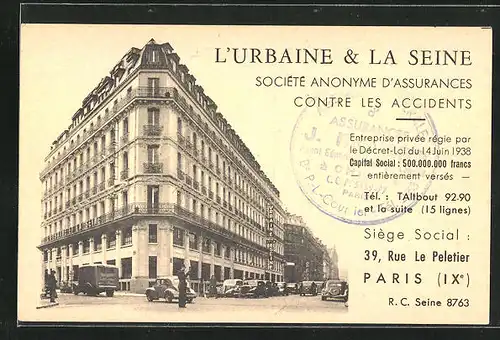 L'URBAINE & LA SEINE
SOCIÉTÉ ANONYME D'ASSURANCES
CONTRE LES ACCIDENTS
Entreprise privée régie par
le Décret-Loi du 14 Juin 1938
Capital Social : 500.000.000 francs
entièrement versés —
Tél. : TAItbout 92-90
et la suite (15 lignes)
Siège Social :
39, Rue Le Peletier
PARIS (IXᵉ)
R. C. Seine 8763
ASSURANCES